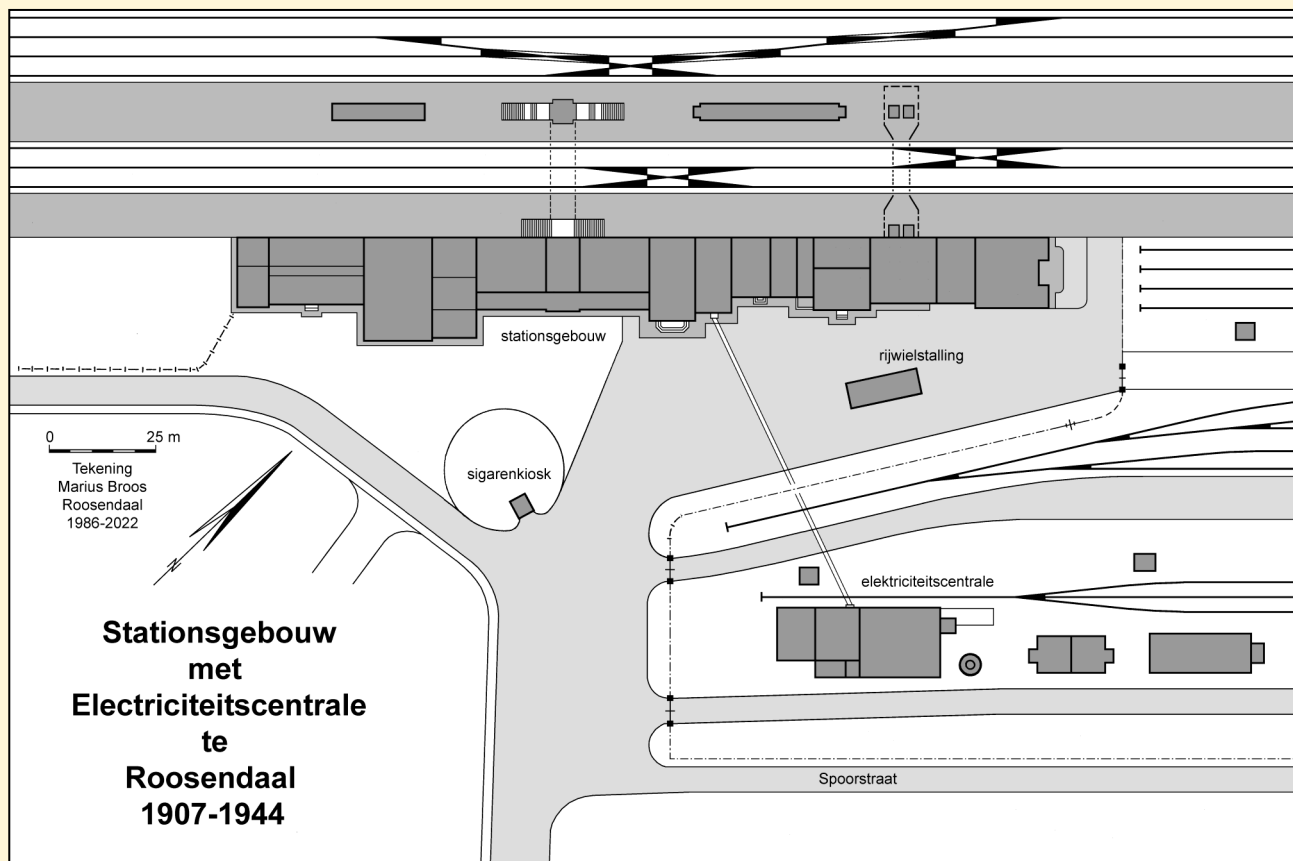 stationsgebouw
rijwielstalling
0 25 m
Tekening
Marius Broos
Roosendaal
1986-2022
sigarenkiosk
elektriciteitscentrale
Stationsgebouw
met
Electriciteitscentrale
te
Roosendaal
1907-1944
Spoorstraat